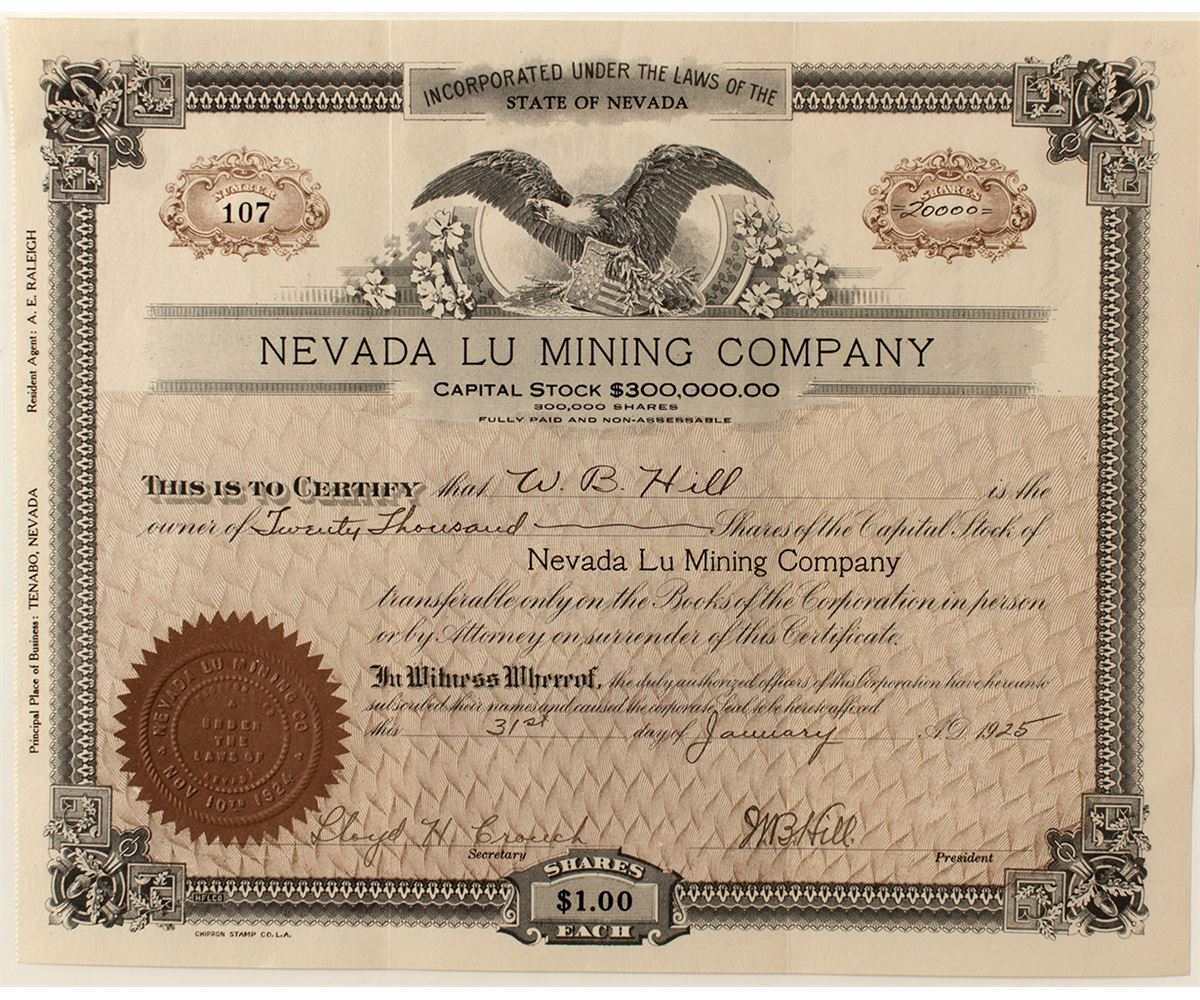 INCORPORATED UNDER THE LAWS OF THE
STATE OF NEVADA
NUMBER
107
SHARES
=20000=
NEVADA LU MINING COMPANY
CAPITAL STOCK $300,000.00
300,000 SHARES
FULLY PAID AND NON-ASSESSABLE
THIS IS TO CERTIFY that W. B. Hill is the
owner of Twenty Thousand Shares of the Capital Stock of
Nevada Lu Mining Company
transferable only on the Books of the Corporation in person
or by Attorney on surrender of this Certificate.
In Witness Whereof, the duly authorized officers of this Corporation have hereunto
subscribed their names and caused the corporate Seal to be hereto affixed
this 31st day of January A.D. 1925
NEVADA LU MINING CO
UNDER
THE
LAWS OF
NOV 10TH 1924
Lloyd H Crouch
Secretary
W.B. Hill
President
SHARES
$1.00
EACH
CHIPRON STAMP CO. L.A.
Resident Agent: A. E. RALEIGH
Principal Place of Business: TENABO, NEVADA